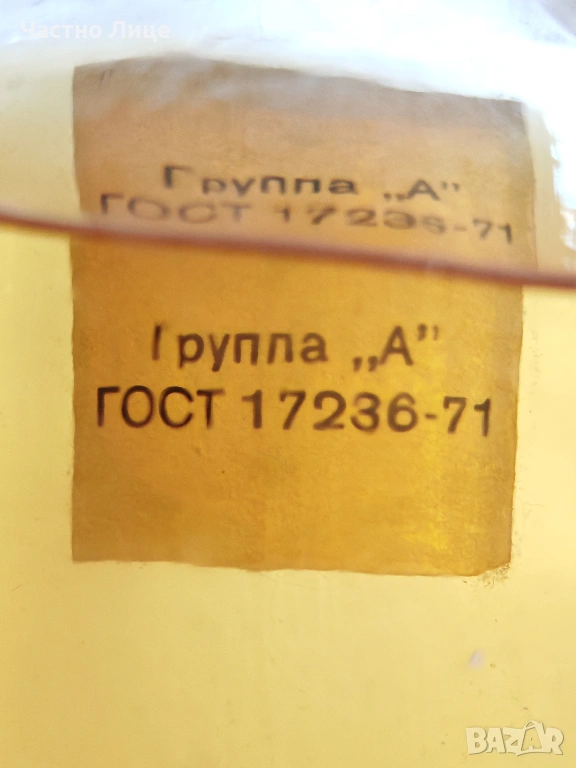 Частно Лице
Группа „А”
ГОСТ 17236-71
Группа „А”
ГОСТ 17236-71
BAZAR